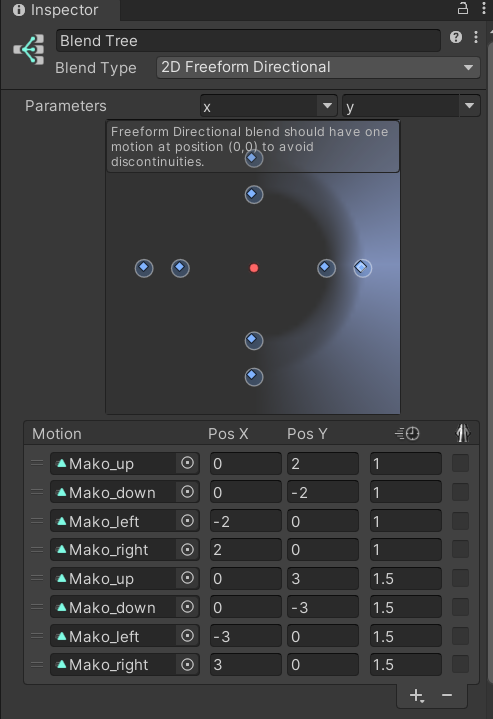 Inspector
Blend Tree
Blend Type 2D Freeform Directional
Parameters x y
Freeform Directional blend should have one
motion at position (0,0) to avoid
discontinuities.
Motion Pos X Pos Y
Mako_up 0 2 1
Mako_down 0 -2 1
Mako_left -2 0 1
Mako_right 2 0 1
Mako_up 0 3 1.5
Mako_down 0 -3 1.5
Mako_left -3 0 1.5
Mako_right 3 0 1.5